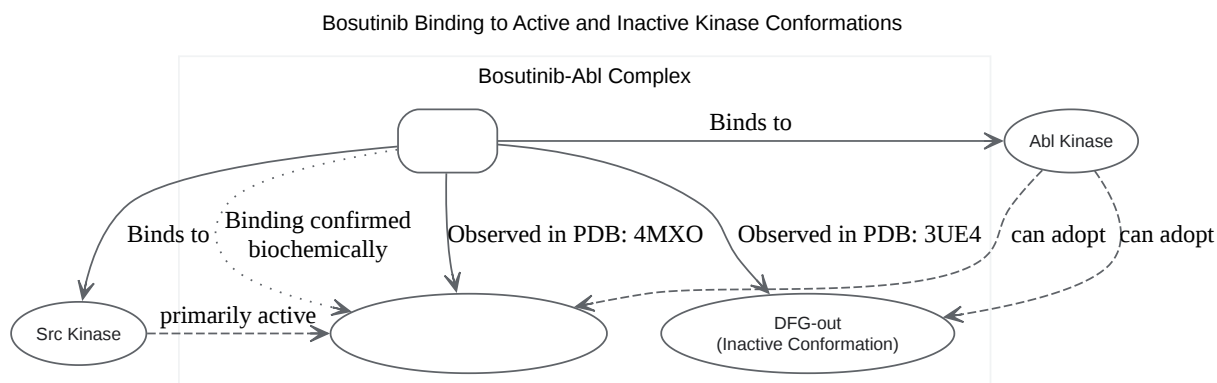 Bosutinib Binding to Active and Inactive Kinase Conformations
Bosutinib-Abl Complex
Binds to
Abl Kinase
Binds to
Binding confirmed
biochemically
Observed in PDB: 4MXO
Observed in PDB: 3UE4
can adopt
can adopt
Src Kinase
primarily active
DFG-out
(Inactive Conformation)